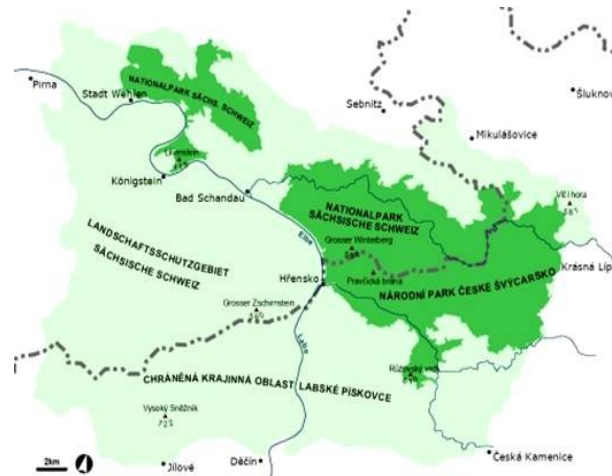 Pirna
Stadt Wehlen
NATIONALPARK SÄCHS. SCHWEIZ
Sebnitz
Šluknov
Mikulášovice
Lilienstein
Königstein
Bad Schandau
Vlčí hora
NATIONALPARK
SÄCHSISCHE SCHWEIZ
LANDSCHAFTSSCHUTZGEBIET
SÄCHSISCHE SCHWEIZ
Elbe
Grosser Winterberg
Krásná Líp
Hřensko
Pravčická brána
NÁRODNÍ PARK ČESKÉ ŠVÝCARSKO
Grosser Zschirnstein
Labe
Růžovský vrch
CHRÁNĚNÁ KRAJINNÁ OBLAST LABSKÉ PÍSKOVCE
Vysoký Sněžník
Česká Kamenice
2km
Jílové
Děčín